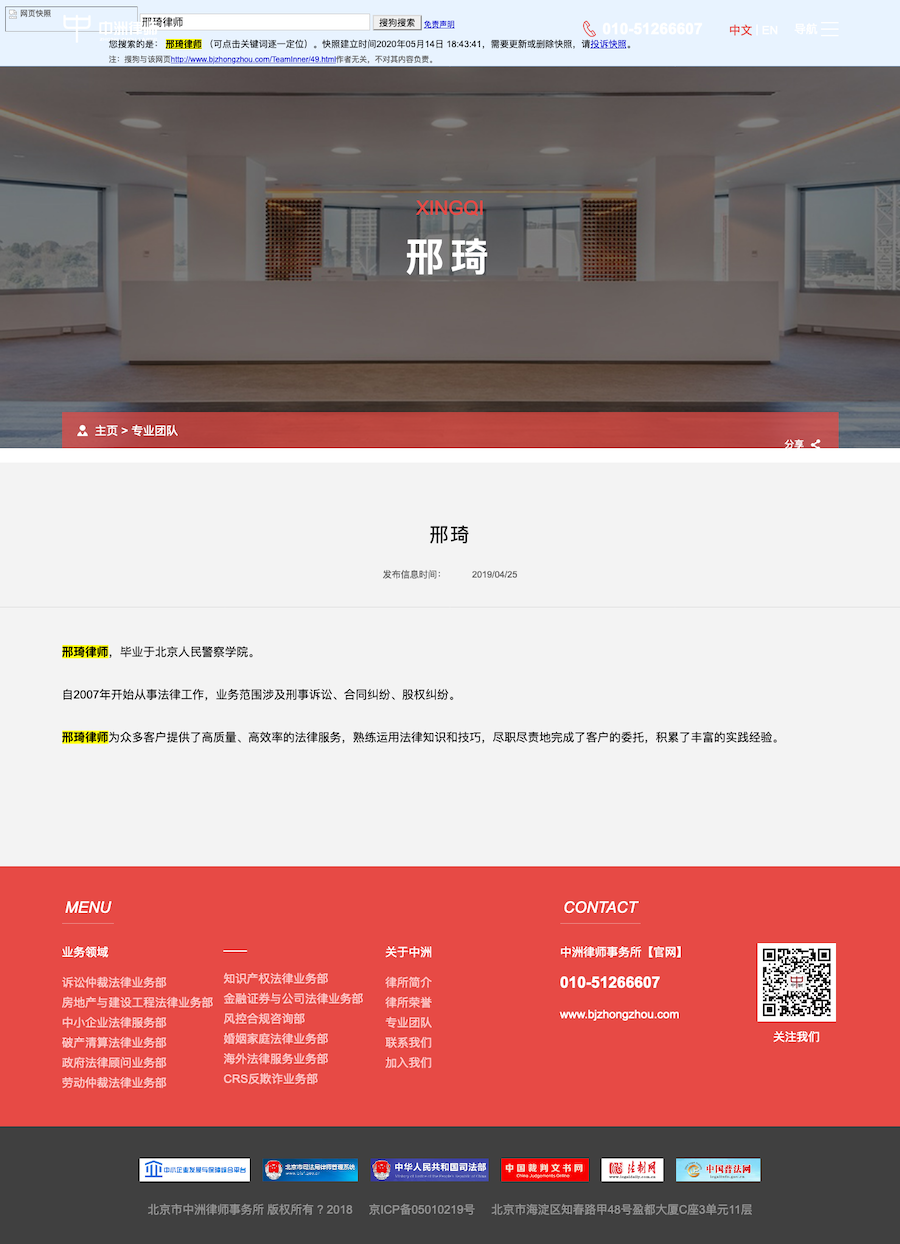 网页快照
邢琦律师
搜狗搜索
免责声明
中洲律师
010-51266607
中文 | EN
导航
您搜索的是： 邢琦律师 （可点击关键词逐一定位）。快照建立时间2020年05月14日 18:43:41，需要更新或删除快照，请投诉快照。
注：搜狗与该网页http://www.bjzhongzhou.com/TeamInner/49.html作者无关，不对其内容负责。
XINGQI
邢琦
主页 > 专业团队
分享
邢琦
发布信息时间： 2019/04/25
邢琦律师，毕业于北京人民警察学院。
自2007年开始从事法律工作，业务范围涉及刑事诉讼、合同纠纷、股权纠纷。
邢琦律师为众多客户提供了高质量、高效率的法律服务，熟练运用法律知识和技巧，尽职尽责地完成了客户的委托，积累了丰富的实践经验。
MENU
业务领域
诉讼仲裁法律业务部
房地产与建设工程法律业务部
中小企业法律服务部
破产清算法律业务部
政府法律顾问业务部
劳动仲裁法律业务部
知识产权法律业务部
金融证券与公司法律业务部
风控合规咨询部
婚姻家庭法律业务部
海外法律服务业务部
CRS反欺诈业务部
关于中洲
律所简介
律所荣誉
专业团队
联系我们
加入我们
CONTACT
中洲律师事务所【官网】
010-51266607
www.bjzhongzhou.com
关注我们
中小企业发展与保障综合平台
北京市司法局律师管理系统
中华人民共和国司法部
Ministry of Justice of the People's Republic of China
中国裁判文书网
China Judgements Online
法制网
www.legaldaily.com.cn
中国普法网
www.legalinfo.gov.cn
北京市中洲律师事务所 版权所有 ? 2018 京ICP备05010219号 北京市海淀区知春路甲48号盈都大厦C座3单元11层